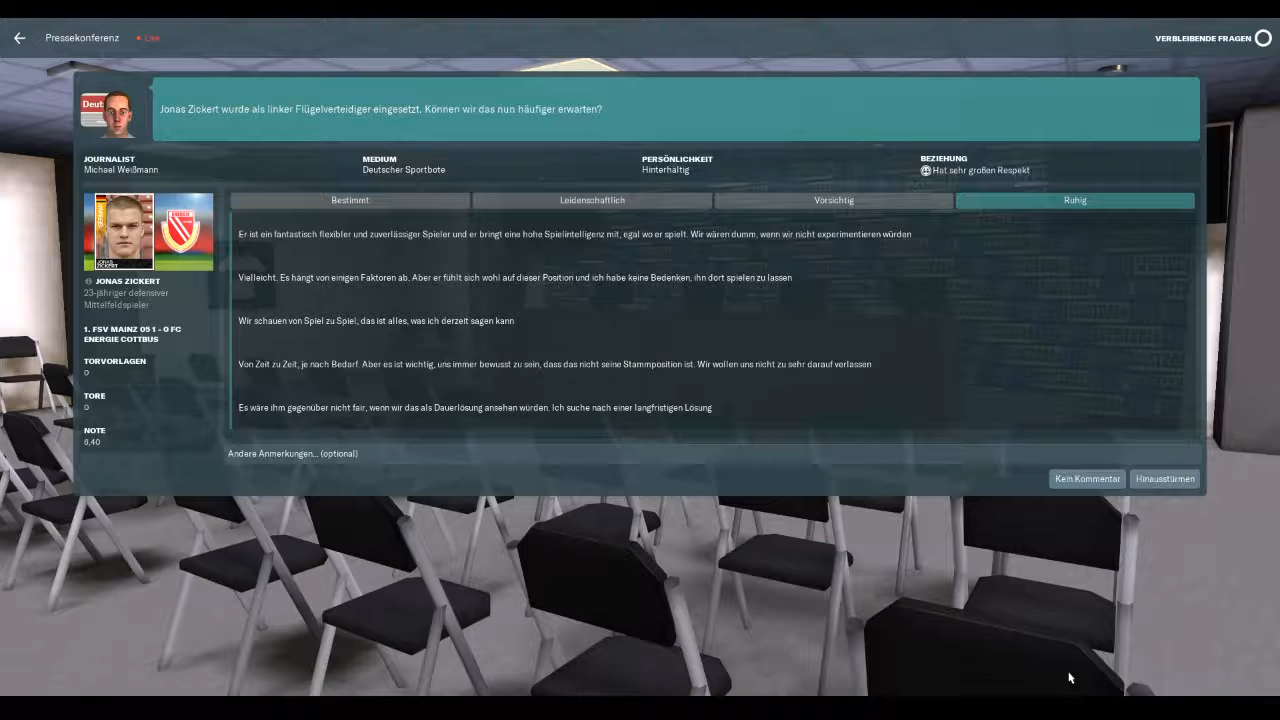 Pressekonferenz
Live
VERBLEIBENDE FRAGEN
Deut
Jonas Zickert wurde als linker Flügelverteidiger eingesetzt. Können wir das nun häufiger erwarten?
JOURNALIST
Michael Weißmann
MEDIUM
Deutscher Sportbote
PERSÖNLICHKEIT
Hinterhältig
BEZIEHUNG
Hat sehr großen Respekt
Bestimmt
Leidenschaftlich
Vorsichtig
Ruhig
GERMANY
JONAS
ZICKERT
ENERGIE
COTTBUS
JONAS ZICKERT
23-jähriger defensiver
Mittelfeldspieler
1. FSV MAINZ 05 1 - 0 FC
ENERGIE COTTBUS
TORVORLAGEN
0
TORE
0
NOTE
6,40
Er ist ein fantastisch flexibler und zuverlässiger Spieler und er bringt eine hohe Spielintelligenz mit, egal wo er spielt. Wir wären dumm, wenn wir nicht experimentieren würden
Vielleicht. Es hängt von einigen Faktoren ab. Aber er fühlt sich wohl auf dieser Position und ich habe keine Bedenken, ihn dort spielen zu lassen
Wir schauen von Spiel zu Spiel, das ist alles, was ich derzeit sagen kann
Von Zeit zu Zeit, je nach Bedarf. Aber es ist wichtig, uns immer bewusst zu sein, dass das nicht seine Stammposition ist. Wir wollen uns nicht zu sehr darauf verlassen
Es wäre ihm gegenüber nicht fair, wenn wir das als Dauerlösung ansehen würden. Ich suche nach einer langfristigen Lösung
Andere Anmerkungen... (optional)
Kein Kommentar
Hinausstürmen